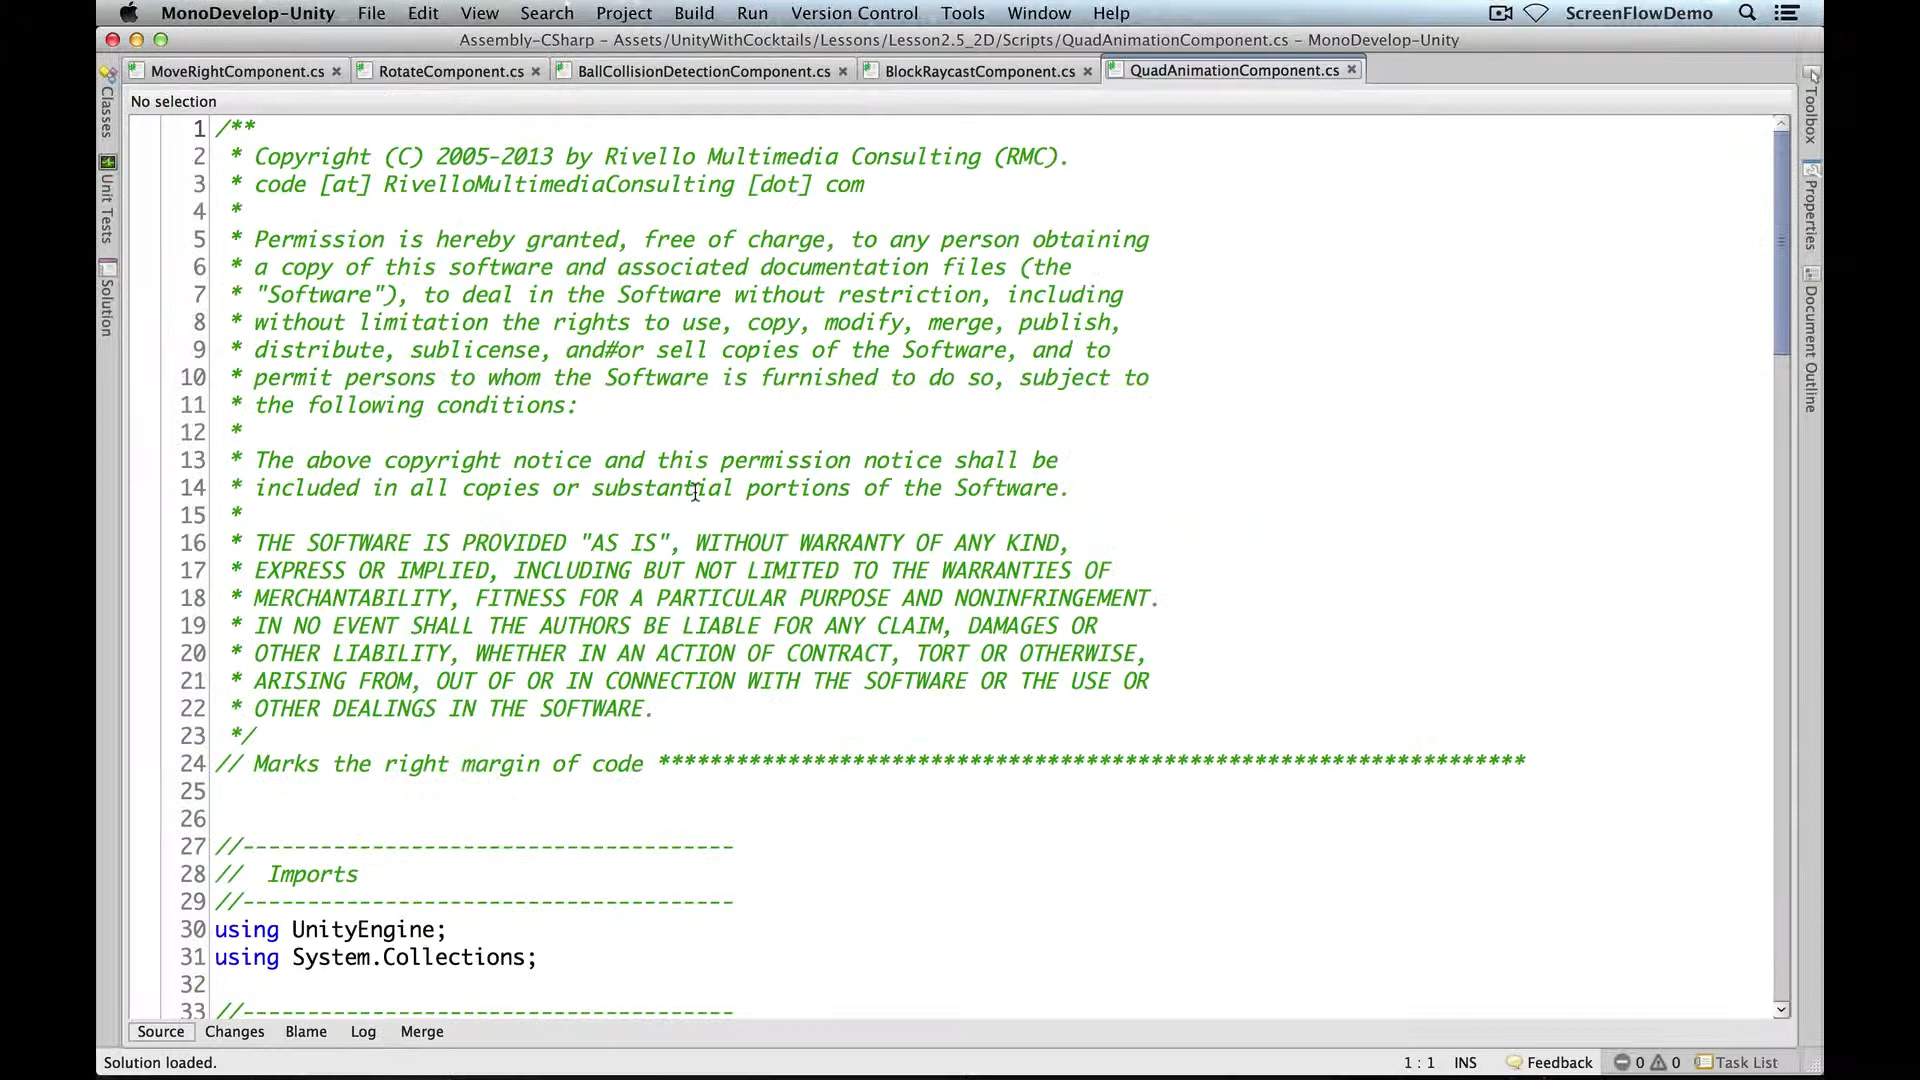 MonoDevelop-Unity File Edit View Search Project Build Run Version Control Tools Window Help ScreenFlowDemo
Assembly-CSharp – Assets/UnityWithCocktails/Lessons/Lesson2.5_2D/Scripts/QuadAnimationComponent.cs – MonoDevelop-Unity
MoveRightComponent.cs RotateComponent.cs BallCollisionDetectionComponent.cs BlockRaycastComponent.cs QuadAnimationComponent.cs
No selection
Classes
Unit Tests
Solution
1 /**
2 * Copyright (C) 2005-2013 by Rivello Multimedia Consulting (RMC).
3 * code [at] RivelloMultimediaConsulting [dot] com
4 *
5 * Permission is hereby granted, free of charge, to any person obtaining
6 * a copy of this software and associated documentation files (the
7 * "Software"), to deal in the Software without restriction, including
8 * without limitation the rights to use, copy, modify, merge, publish,
9 * distribute, sublicense, and#or sell copies of the Software, and to
10 * permit persons to whom the Software is furnished to do so, subject to
11 * the following conditions:
12 *
13 * The above copyright notice and this permission notice shall be
14 * included in all copies or substantial portions of the Software.
15 *
16 * THE SOFTWARE IS PROVIDED "AS IS", WITHOUT WARRANTY OF ANY KIND,
17 * EXPRESS OR IMPLIED, INCLUDING BUT NOT LIMITED TO THE WARRANTIES OF
18 * MERCHANTABILITY, FITNESS FOR A PARTICULAR PURPOSE AND NONINFRINGEMENT.
19 * IN NO EVENT SHALL THE AUTHORS BE LIABLE FOR ANY CLAIM, DAMAGES OR
20 * OTHER LIABILITY, WHETHER IN AN ACTION OF CONTRACT, TORT OR OTHERWISE,
21 * ARISING FROM, OUT OF OR IN CONNECTION WITH THE SOFTWARE OR THE USE OR
22 * OTHER DEALINGS IN THE SOFTWARE.
23 */
24 // Marks the right margin of code *******************************************************************
25
26
27 //--------------------------------------
28 //  Imports
29 //--------------------------------------
30 using UnityEngine;
31 using System.Collections;
32
33 //--------------------------------------
Toolbox
Properties
Document Outline
Source Changes Blame Log Merge
Solution loaded. 1 : 1 INS Feedback 0 0 Task List